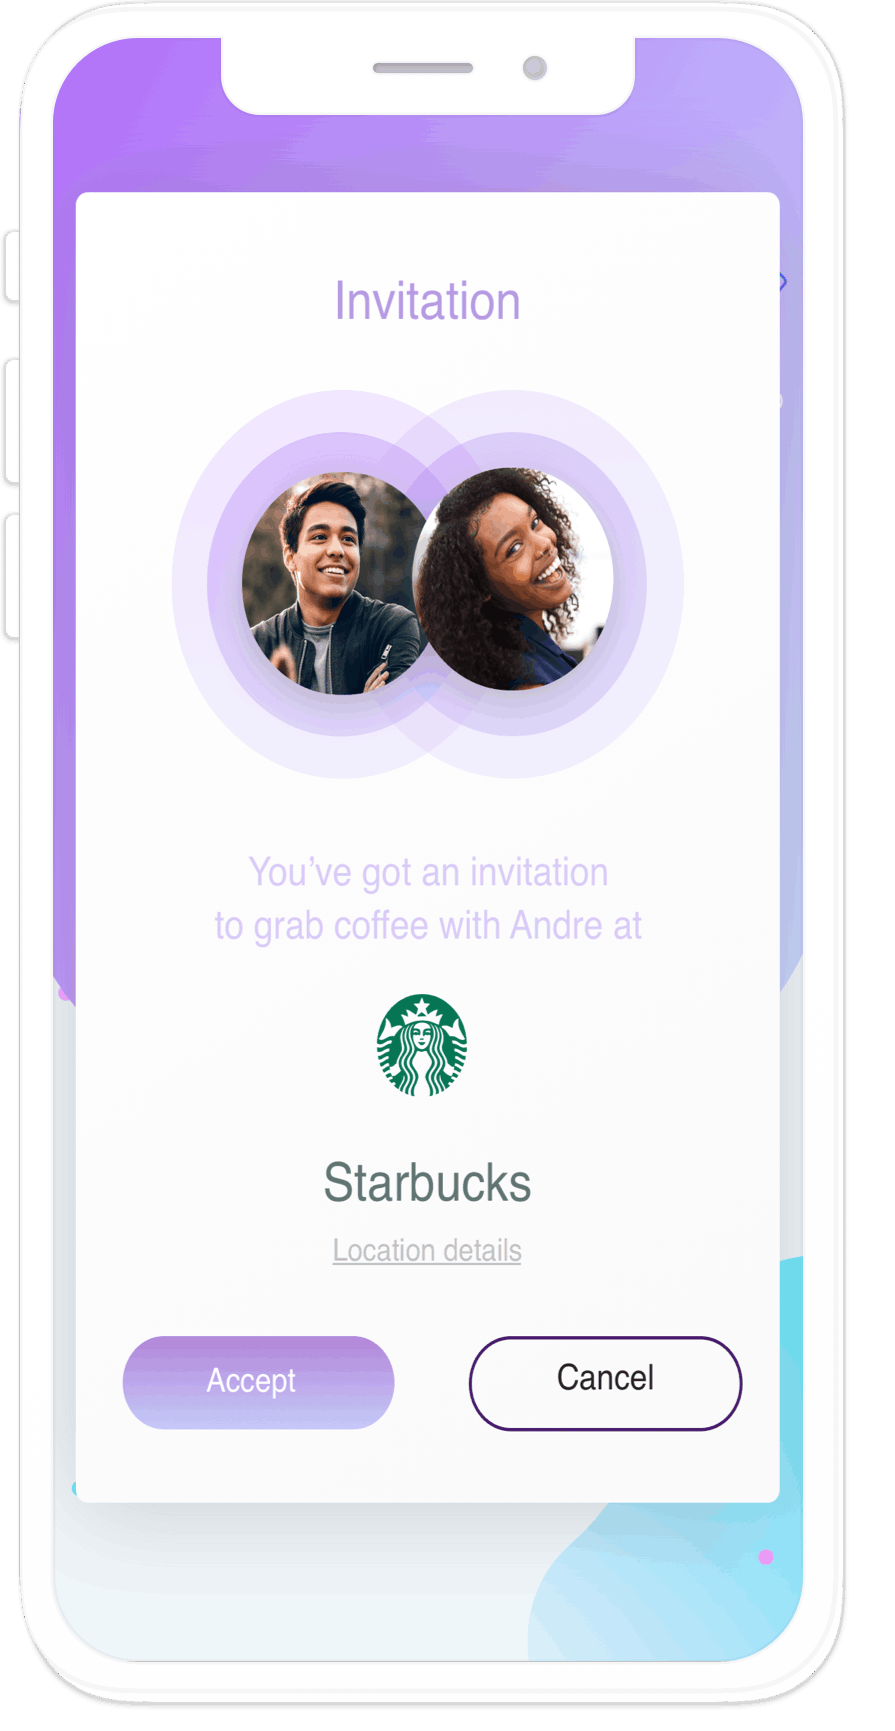 Invitation
You’ve got an invitation
to grab coffee with Andre at
Starbucks
Location details
Accept
Cancel